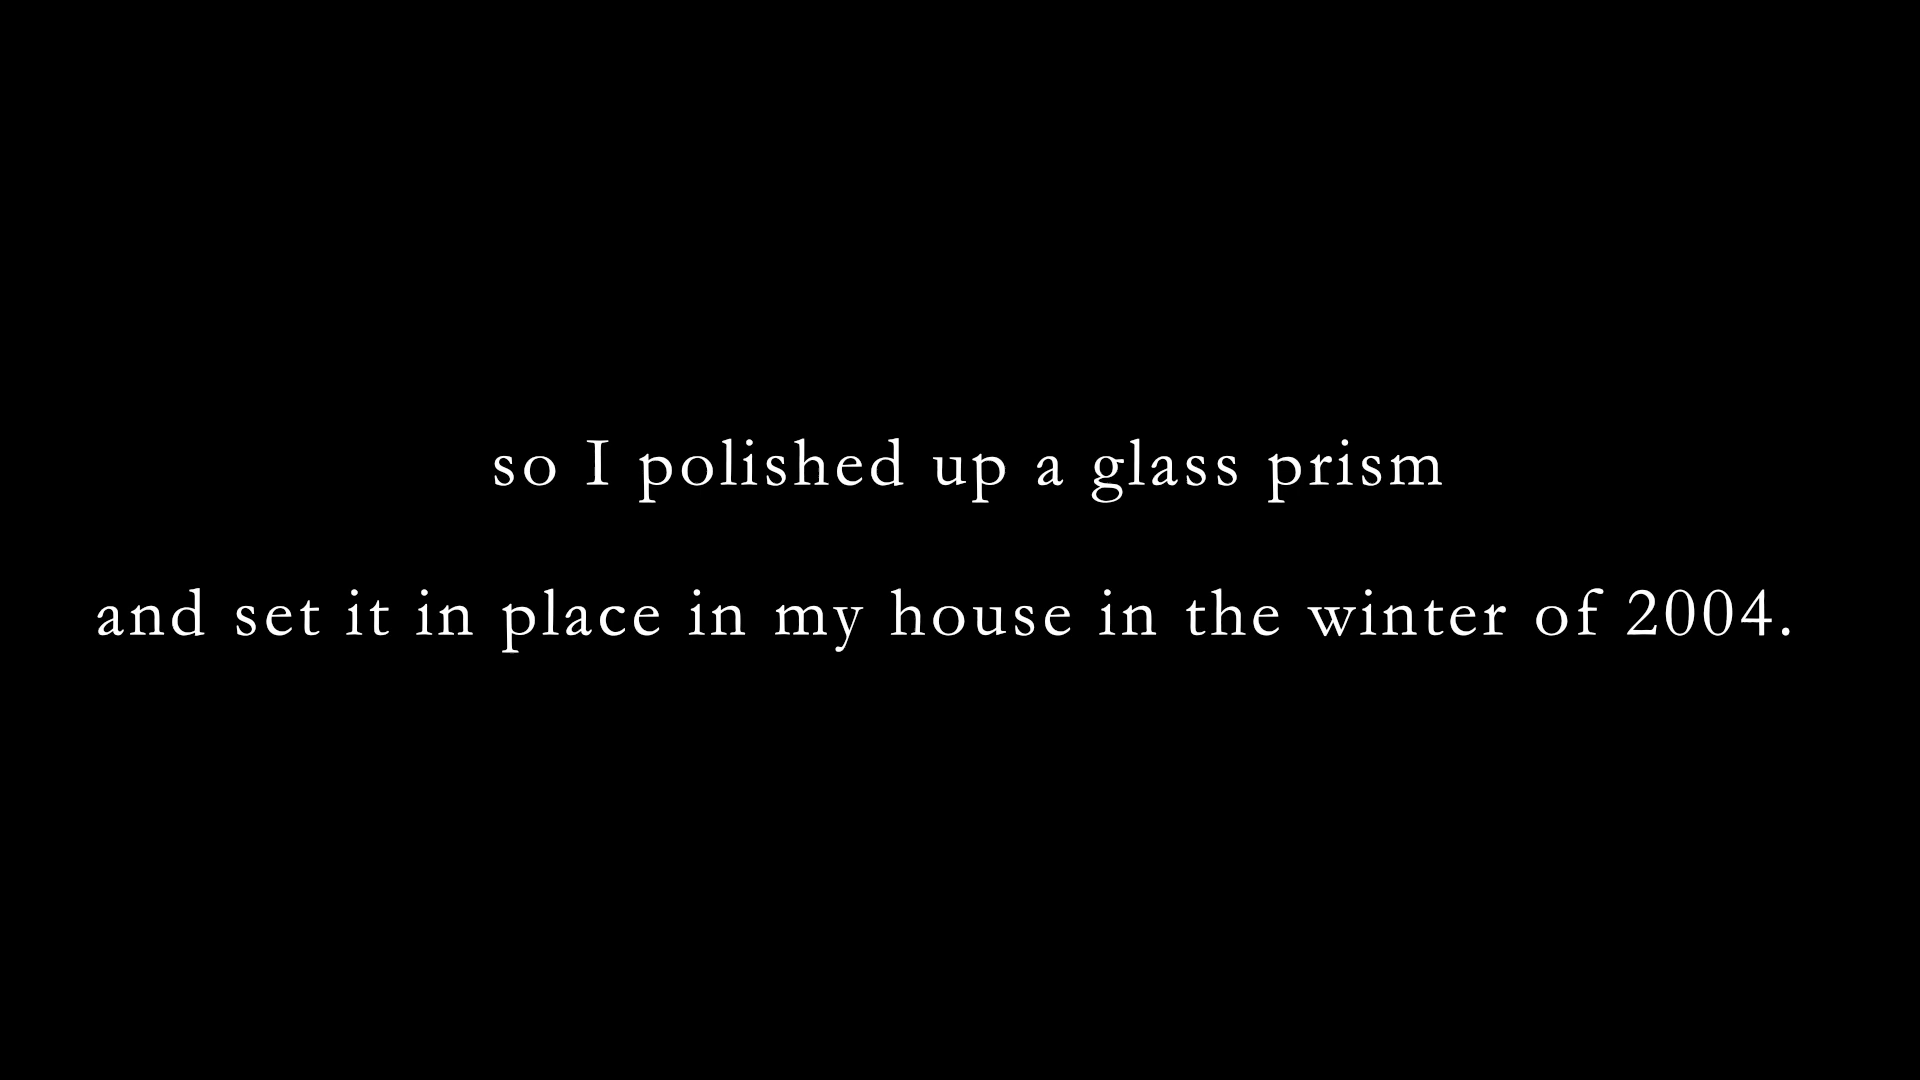 so I polished up a glass prism
and set it in place in my house in the winter of 2004.